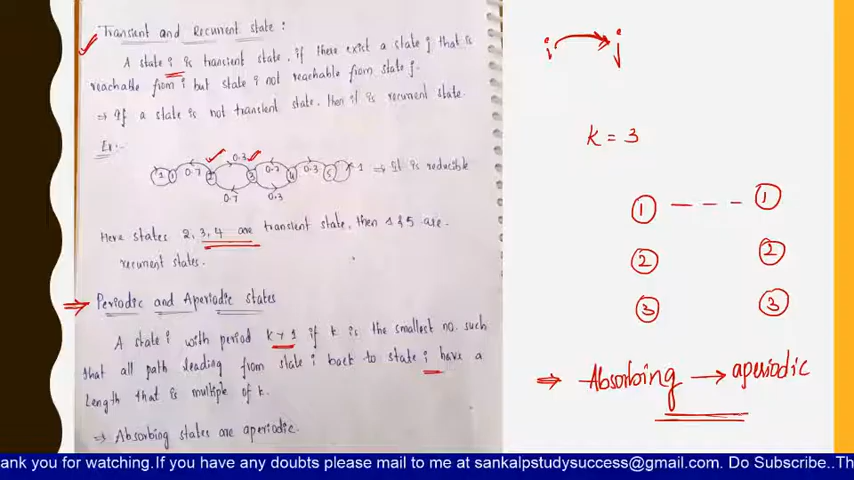 Transient and Recurrent state :
A state i is transient state, if there exist a state j that is
reachable from i but state i not reachable from state j.
⇒ If a state is not transient state, then it is recurrent state.
Ex:-
1 1 0.7 2 0.3 3 0.7 4 0.3 5 1 ⇒ It is reducible
0.7 0.3
Here states 2, 3, 4 are transient state, then 1 & 5 are
recurrent states.
⇒ Periodic and Aperiodic states
A state i with period k > 1 if k is the smallest no. such
that all path leading from state i back to state i have a
length that is multiple of k.
⇒ Absorbing states are aperiodic.
i → j
k = 3
1 - - - 1
2 2
3 3
⇒ Absorbing → aperiodic
ank you for watching.If you have any doubts please mail to me at sankalpstudysuccess@gmail.com. Do Subscribe..Th